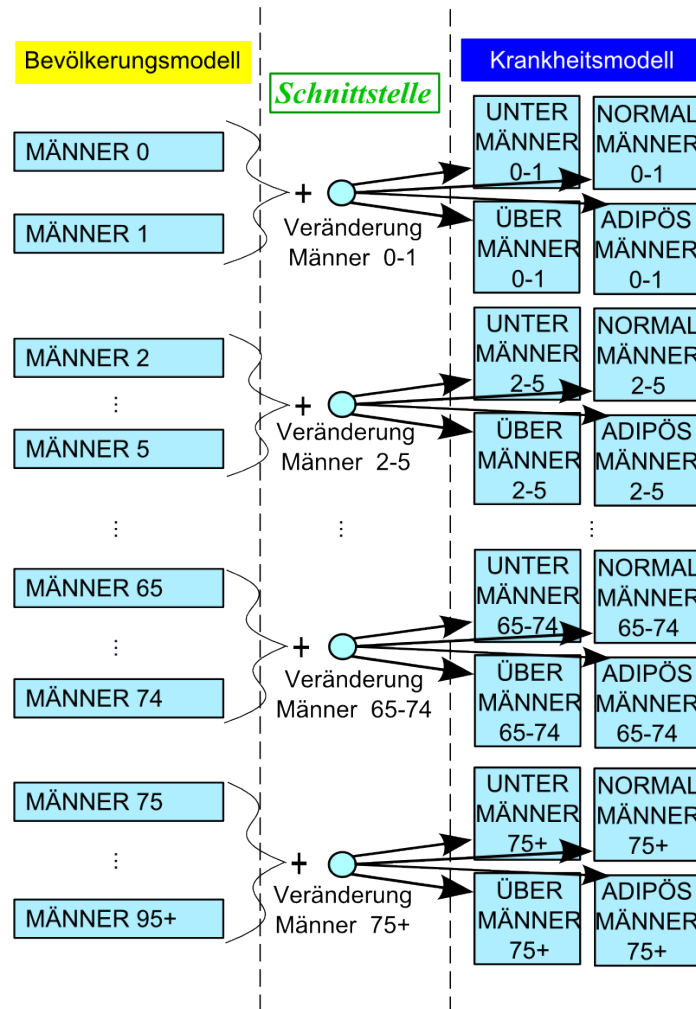 Bevölkerungsmodell
Schnittstelle
Krankheitsmodell
MÄNNER 0
MÄNNER 1
+
Veränderung
Männer 0-1
UNTER
MÄNNER
0-1
NORMAL
MÄNNER
0-1
ÜBER
MÄNNER
0-1
ADIPÖS
MÄNNER
0-1
MÄNNER 2
...
MÄNNER 5
+
Veränderung
Männer 2-5
UNTER
MÄNNER
2-5
NORMAL
MÄNNER
2-5
ÜBER
MÄNNER
2-5
ADIPÖS
MÄNNER
2-5
...
...
...
MÄNNER 65
...
MÄNNER 74
+
Veränderung
Männer 65-74
UNTER
MÄNNER
65-74
NORMAL
MÄNNER
65-74
ÜBER
MÄNNER
65-74
ADIPÖS
MÄNNER
65-74
MÄNNER 75
...
MÄNNER 95+
+
Veränderung
Männer 75+
UNTER
MÄNNER
75+
NORMAL
MÄNNER
75+
ÜBER
MÄNNER
75+
ADIPÖS
MÄNNER
75+